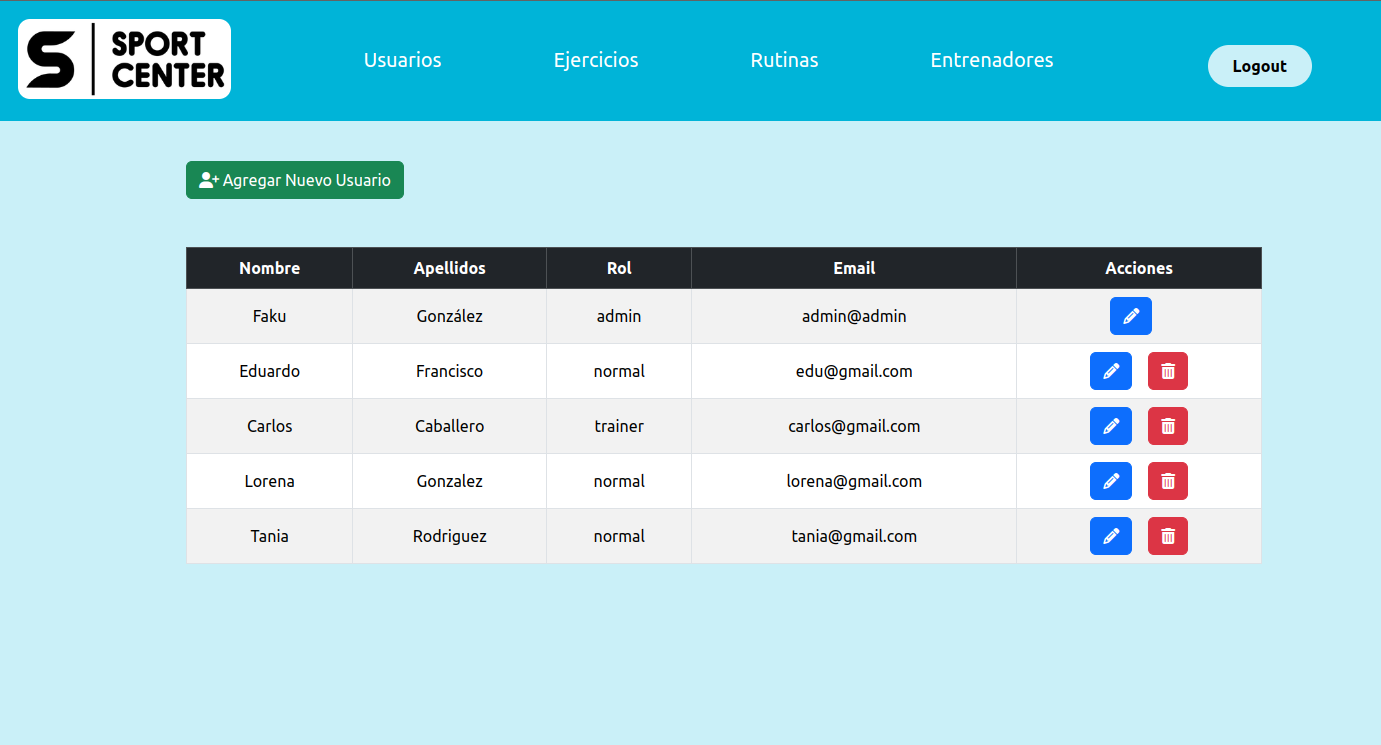 SPORT
CENTER
Usuarios Ejercicios Rutinas Entrenadores Logout
Agregar Nuevo Usuario
Nombre Apellidos Rol Email Acciones
Faku González admin admin@admin
Eduardo Francisco normal edu@gmail.com
Carlos Caballero trainer carlos@gmail.com
Lorena Gonzalez normal lorena@gmail.com
Tania Rodriguez normal tania@gmail.com